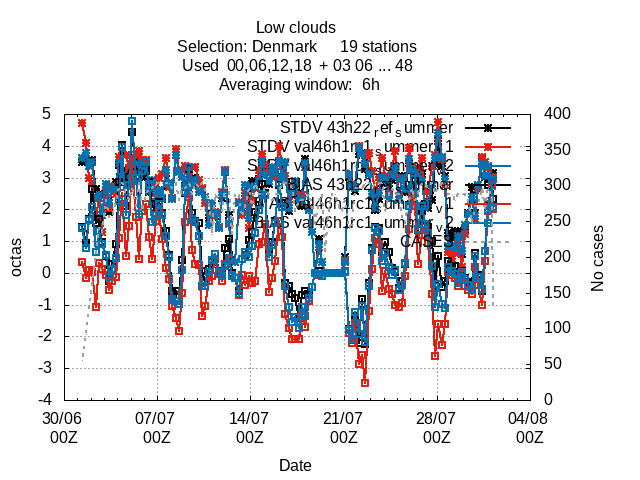 Low clouds
Selection: Denmark 19 stations
Used 00,06,12,18 + 03 06 ... 48
Averaging window: 6h
STDV 43h22_ref_summer
STDV
STDV
CASES
5
4
3
2
1
0
-1
-2
-3
-4
octas
400
350
300
250
200
150
100
50
0
No cases
30/06 07/07 14/07 21/07 28/07 04/08
00Z 00Z 00Z 00Z 00Z 00Z
Date